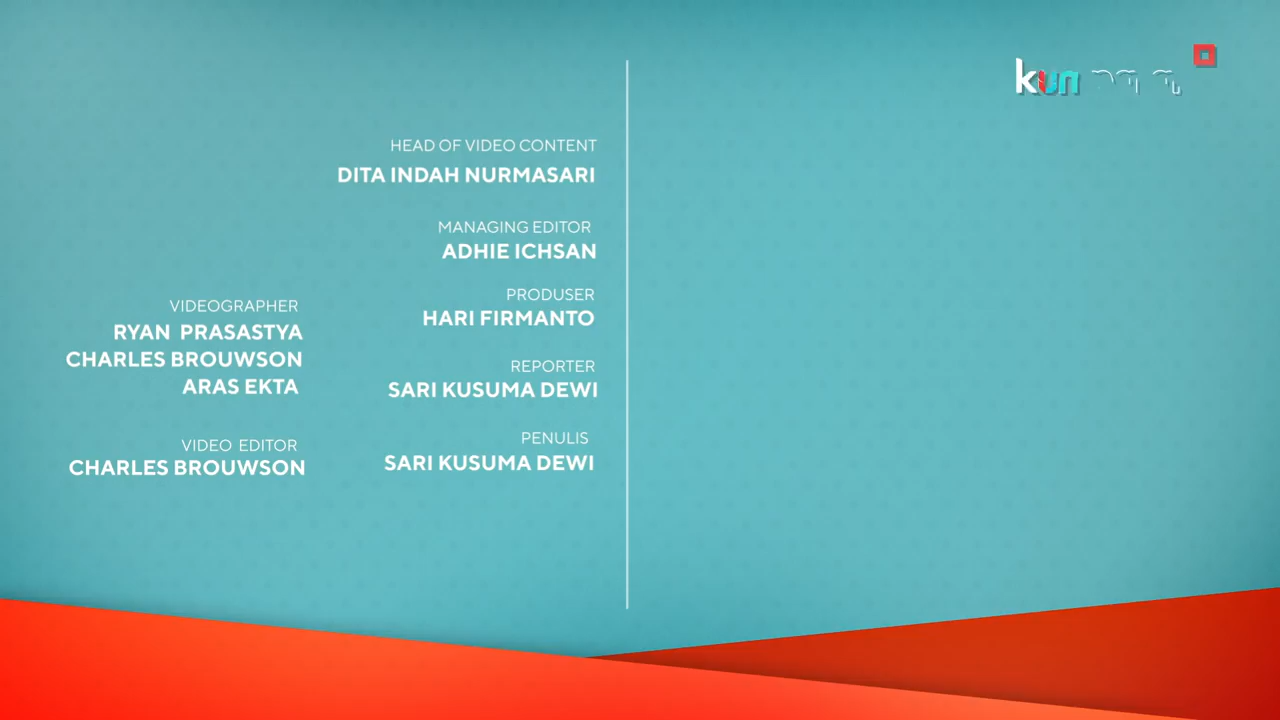 kun
HEAD OF VIDEO CONTENT
DITA INDAH NURMASARI
MANAGING EDITOR
ADHIE ICHSAN
PRODUSER
HARI FIRMANTO
REPORTER
SARI KUSUMA DEWI
PENULIS
SARI KUSUMA DEWI
VIDEOGRAPHER
RYAN PRASASTYA
CHARLES BROUWSON
ARAS EKTA
VIDEO EDITOR
CHARLES BROUWSON